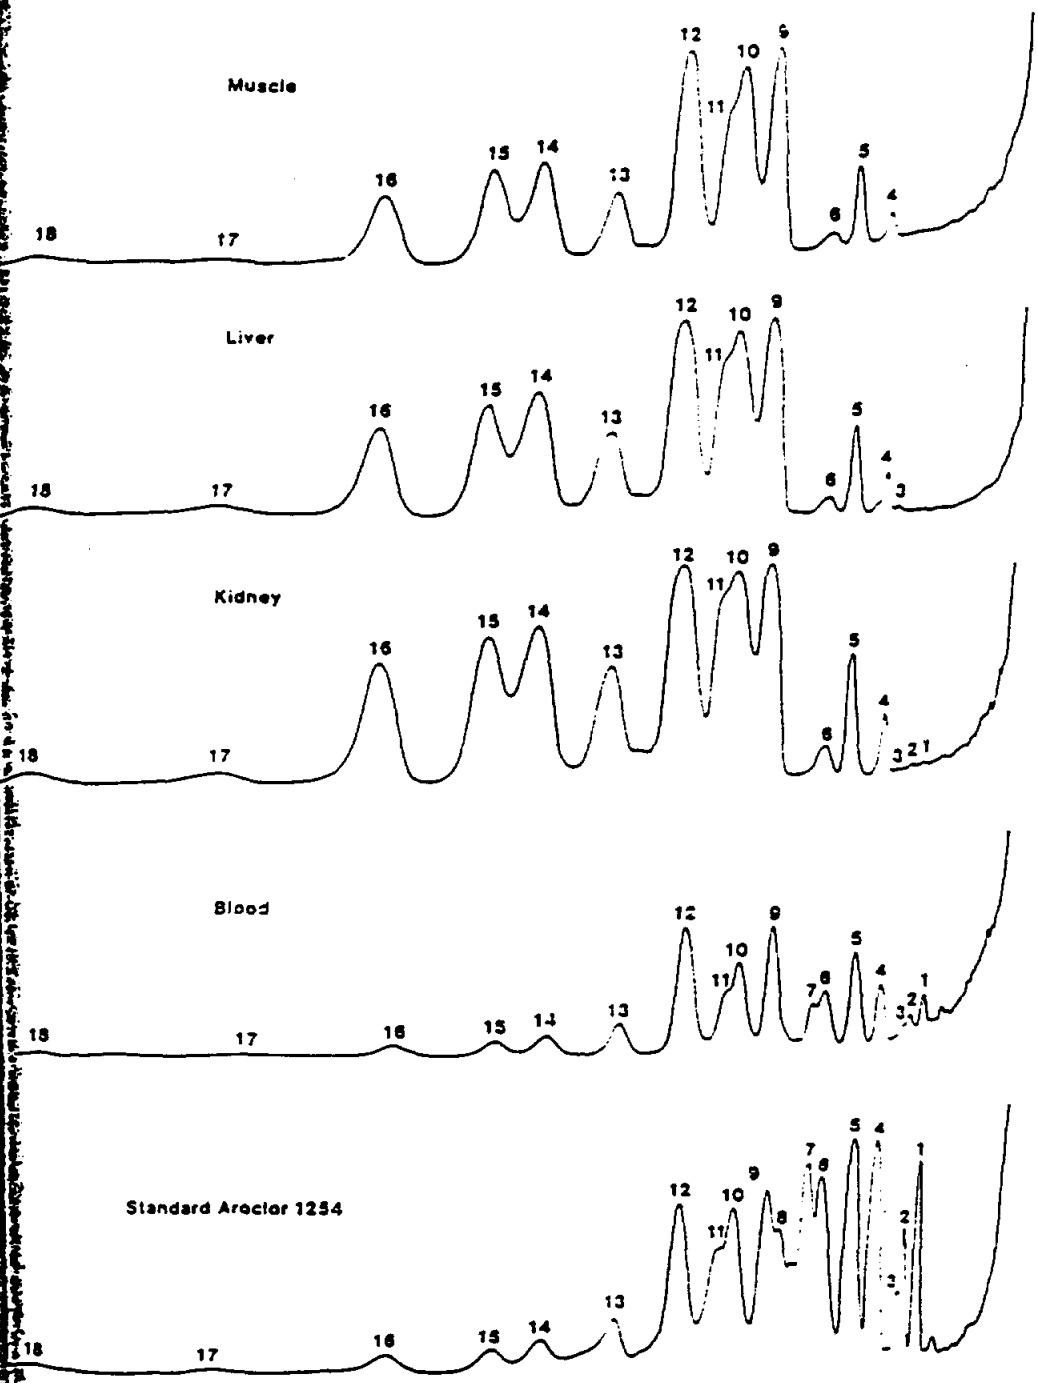 12 9
10
Muscle 11
15 14 5
16 13
6 4
18 17
12 9
10
Liver 11
15 14
16 13 5
4
18 17 6 3
12 10 9
Kidney 11
15 14
16 13 5
4
18 17 6 3 2 1
Blood 12 9
10 5
11 7 6 4 1
18 17 16 15 14 13 3 2
5 4
7 6 1
12 10 9
Standard Aroclor 1254 11 8 2
3
13
18 17 16 15 14